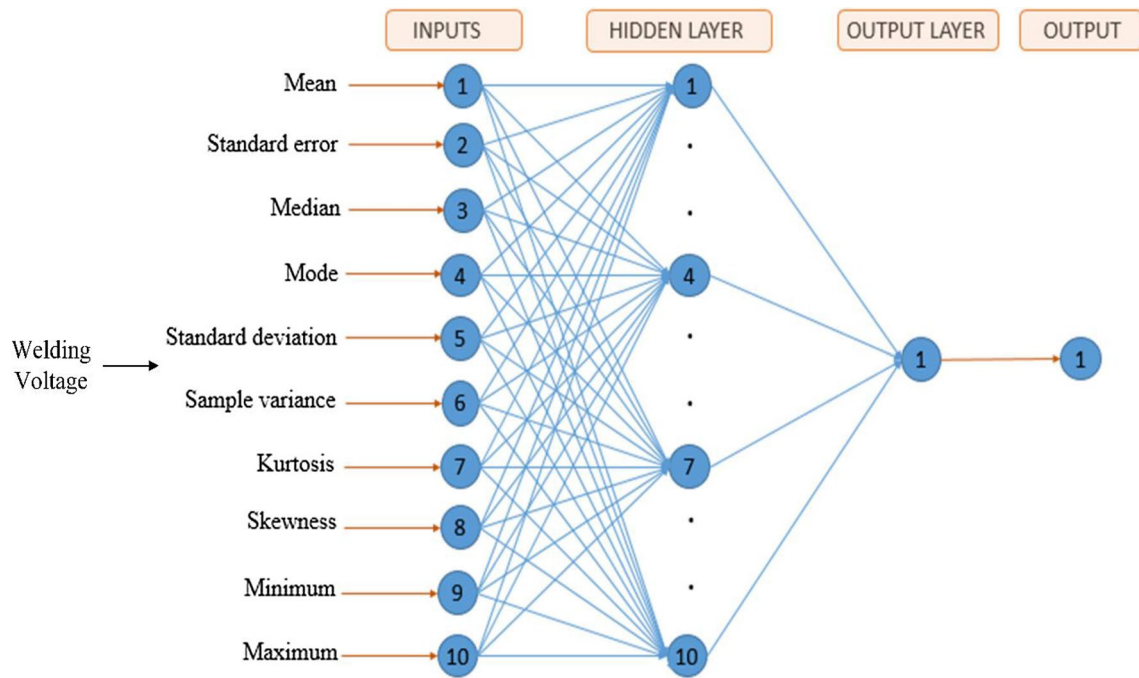 INPUTS
HIDDEN LAYER
OUTPUT LAYER
OUTPUT
Mean
1
1
Standard error
2
Median
3
Mode
4
4
Standard deviation
5
Welding
Voltage
1
1
Sample variance
6
Kurtosis
7
7
Skewness
8
Minimum
9
Maximum
10
10